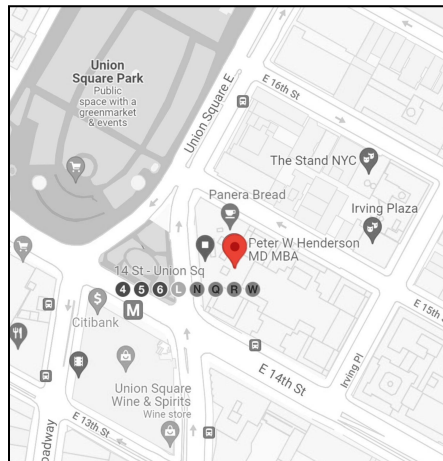 Union
Square Park
Public
space with a
greenmarket
& events
Union Square E
E 16th St
The Stand NYC
Panera Bread
Irving Plaza
Peter W Henderson
MD MBA
14 St - Union Sq
4 5 6 L N Q R W
M
$
Citibank
E 15th St
Irving Pl
E 14th St
Union Square
Wine & Spirits
Wine store
E 13th St
oadway